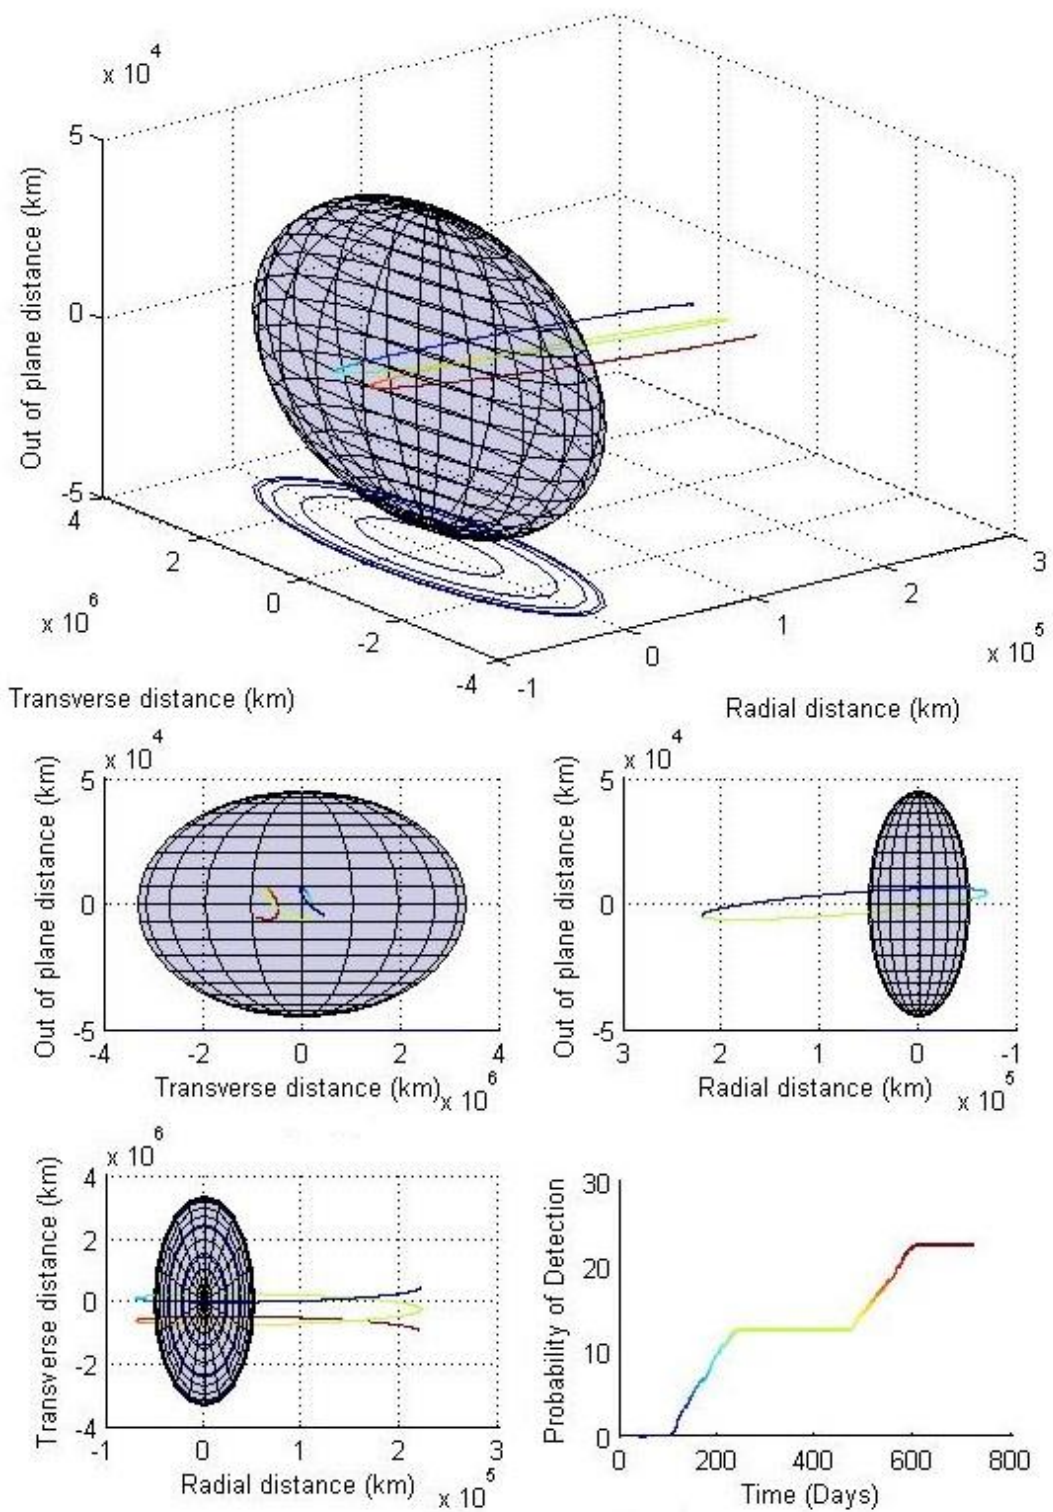 x 10^4
5
0
-5
Out of plane distance (km)
4
2
0
-2
-4
x 10^6
Transverse distance (km)
-1
0
1
2
3
x 10^5
Radial distance (km)
x 10^4
5
0
-5
Out of plane distance (km)
-4 -2 0 2 4
Transverse distance (km) x 10^6
x 10^4
5
0
-5
Out of plane distance (km)
3 2 1 0 -1
Radial distance (km) x 10^5
x 10^6
4
2
0
-2
-4
Transverse distance (km)
-1 0 1 2 3
Radial distance (km) x 10^5
30
20
10
0
Probability of Detection
0 200 400 600 800
Time (Days)